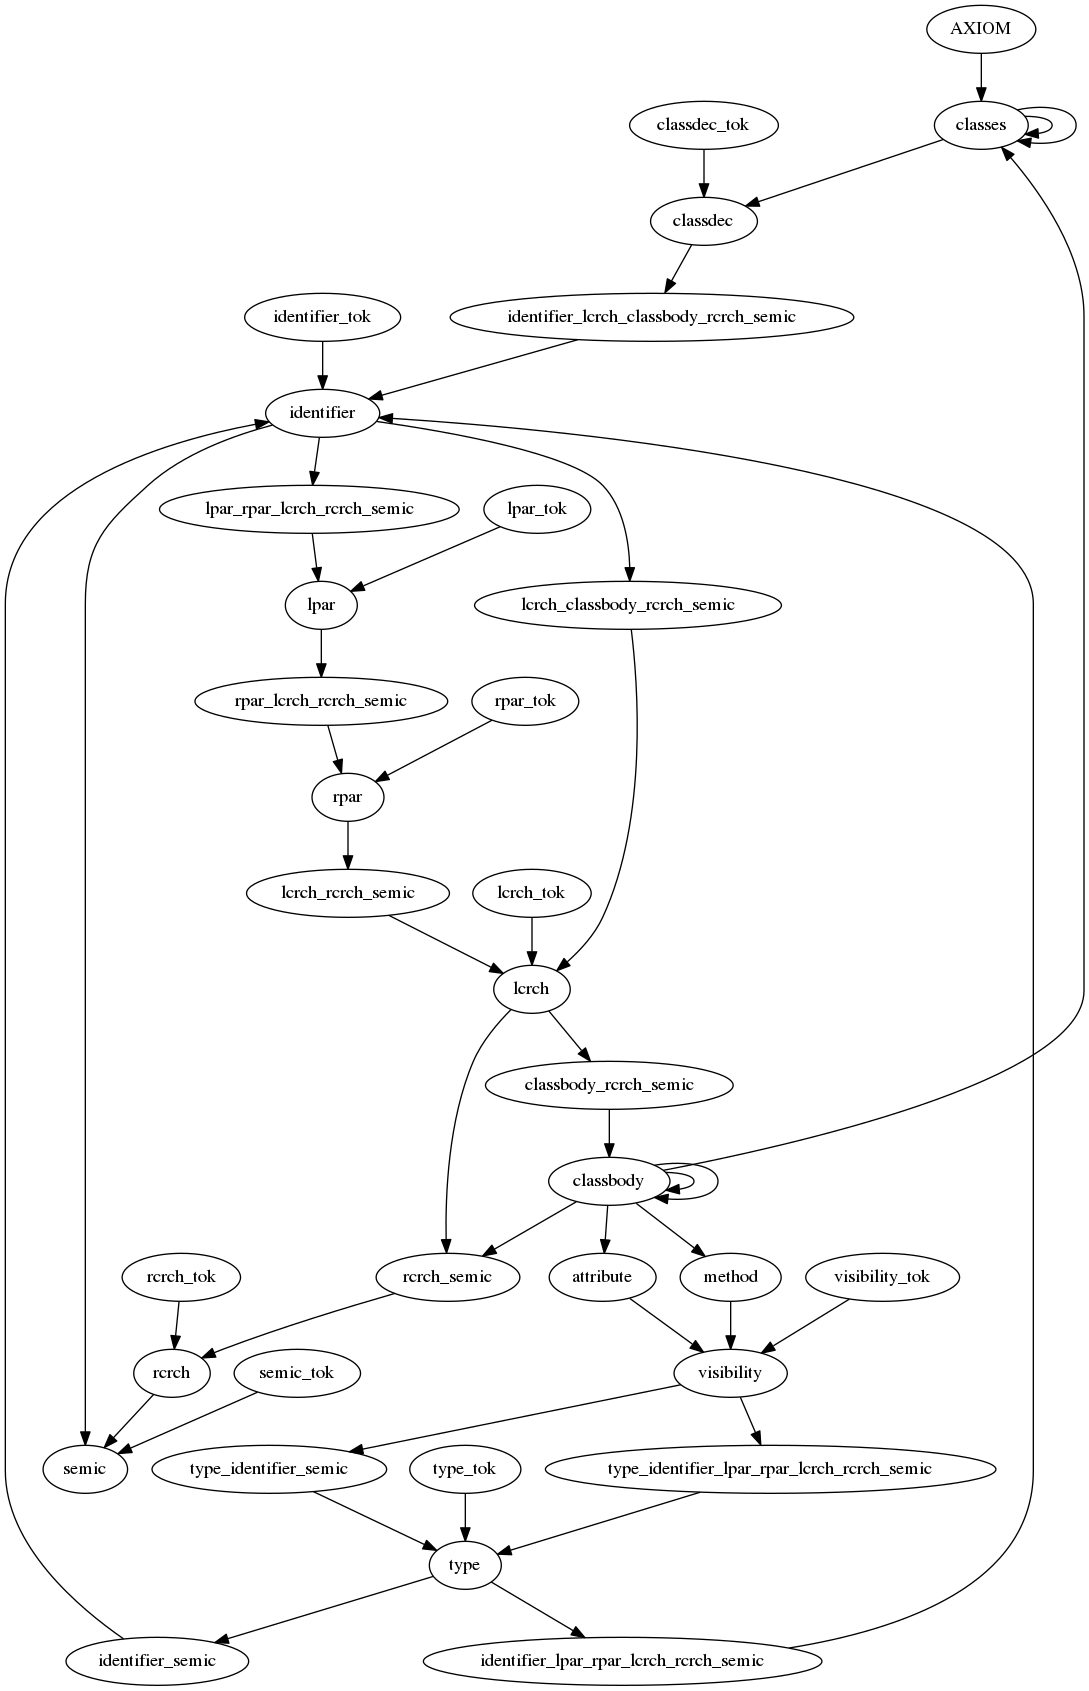 AXIOM
classdec_tok
classes
classdec
identifier_tok
identifier_lcrch_classbody_rcrch_semic
identifier
lpar_rpar_lcrch_rcrch_semic
lpar_tok
lpar
lcrch_classbody_rcrch_semic
rpar_lcrch_rcrch_semic
rpar_tok
rpar
lcrch_rcrch_semic
lcrch_tok
lcrch
classbody_rcrch_semic
classbody
rcrch_tok
rcrch_semic
attribute
method
visibility_tok
rcrch
semic_tok
visibility
semic
type_identifier_semic
type_tok
type_identifier_lpar_rpar_lcrch_rcrch_semic
type
identifier_semic
identifier_lpar_rpar_lcrch_rcrch_semic